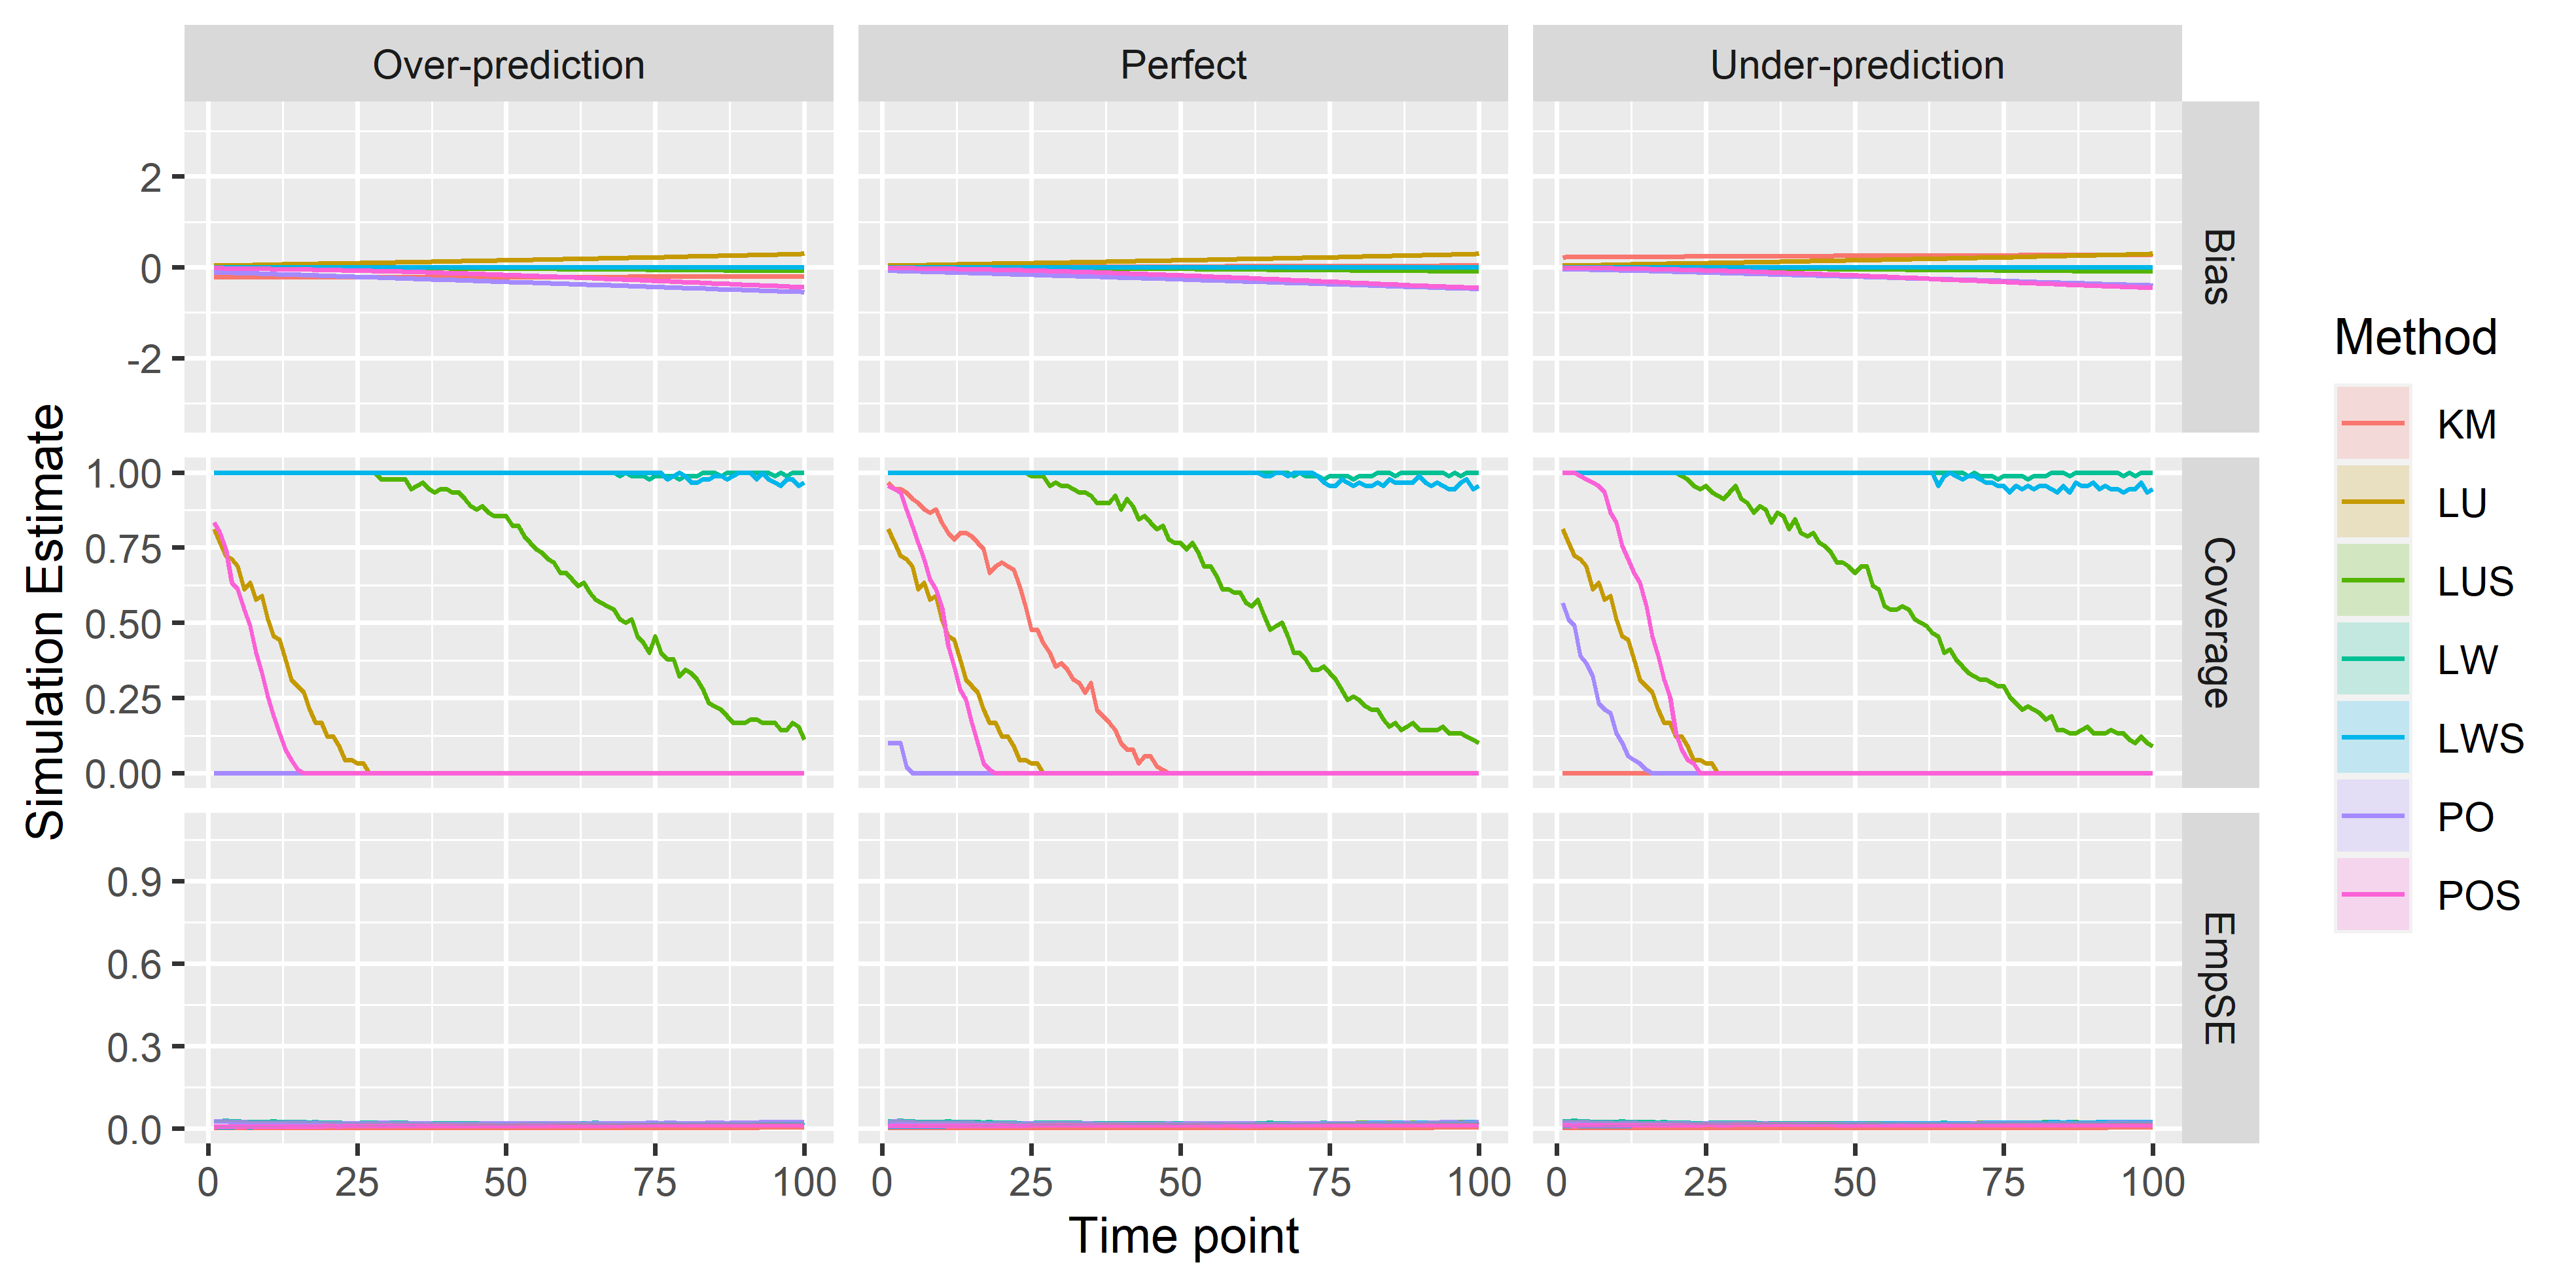 Over-prediction
Perfect
Under-prediction
2
0
-2
Bias
1.00
0.75
0.50
0.25
0.00
Coverage
0.9
0.6
0.3
0.0
EmpSE
0 25 50 75 100
0 25 50 75 100
0 25 50 75 100
Time point
Simulation Estimate
Method
KM
LU
LUS
LW
LWS
PO
POS